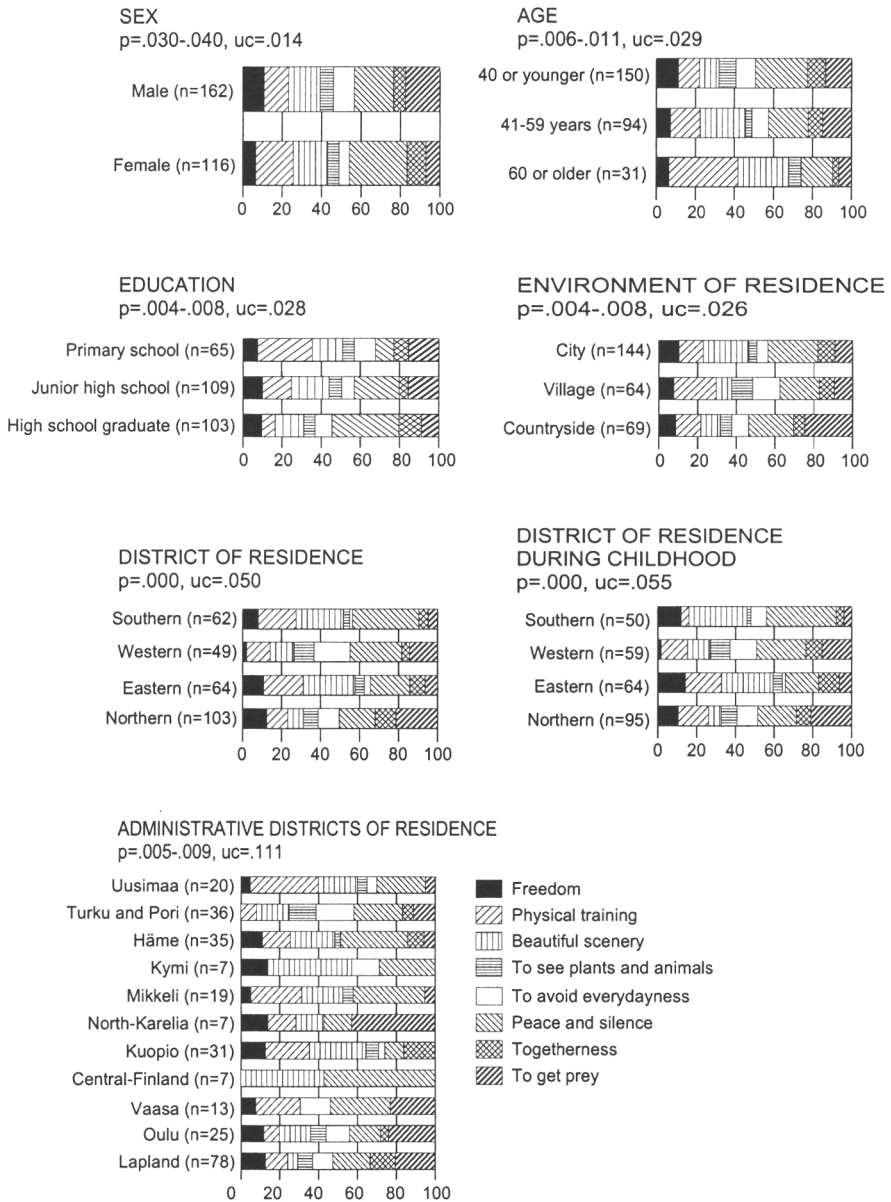 SEX
p=.030-.040, uc=.014
Male (n=162)
Female (n=116)
0 20 40 60 80 100
AGE
p=.006-.011, uc=.029
40 or younger (n=150)
41-59 years (n=94)
60 or older (n=31)
0 20 40 60 80 100
EDUCATION
p=.004-.008, uc=.028
Primary school (n=65)
Junior high school (n=109)
High school graduate (n=103)
0 20 40 60 80 100
ENVIRONMENT OF RESIDENCE
p=.004-.008, uc=.026
City (n=144)
Village (n=64)
Countryside (n=69)
0 20 40 60 80 100
DISTRICT OF RESIDENCE
p=.000, uc=.050
Southern (n=62)
Western (n=49)
Eastern (n=64)
Northern (n=103)
0 20 40 60 80 100
DISTRICT OF RESIDENCE
DURING CHILDHOOD
p=.000, uc=.055
Southern (n=50)
Western (n=59)
Eastern (n=64)
Northern (n=95)
0 20 40 60 80 100
ADMINISTRATIVE DISTRICTS OF RESIDENCE
p=.005-.009, uc=.111
Uusimaa (n=20)
Turku and Pori (n=36)
Häme (n=35)
Kymi (n=7)
Mikkeli (n=19)
North-Karelia (n=7)
Kuopio (n=31)
Central-Finland (n=7)
Vaasa (n=13)
Oulu (n=25)
Lapland (n=78)
0 20 40 60 80 100
Freedom
Physical training
Beautiful scenery
To see plants and animals
To avoid everydayness
Peace and silence
Togetherness
To get prey